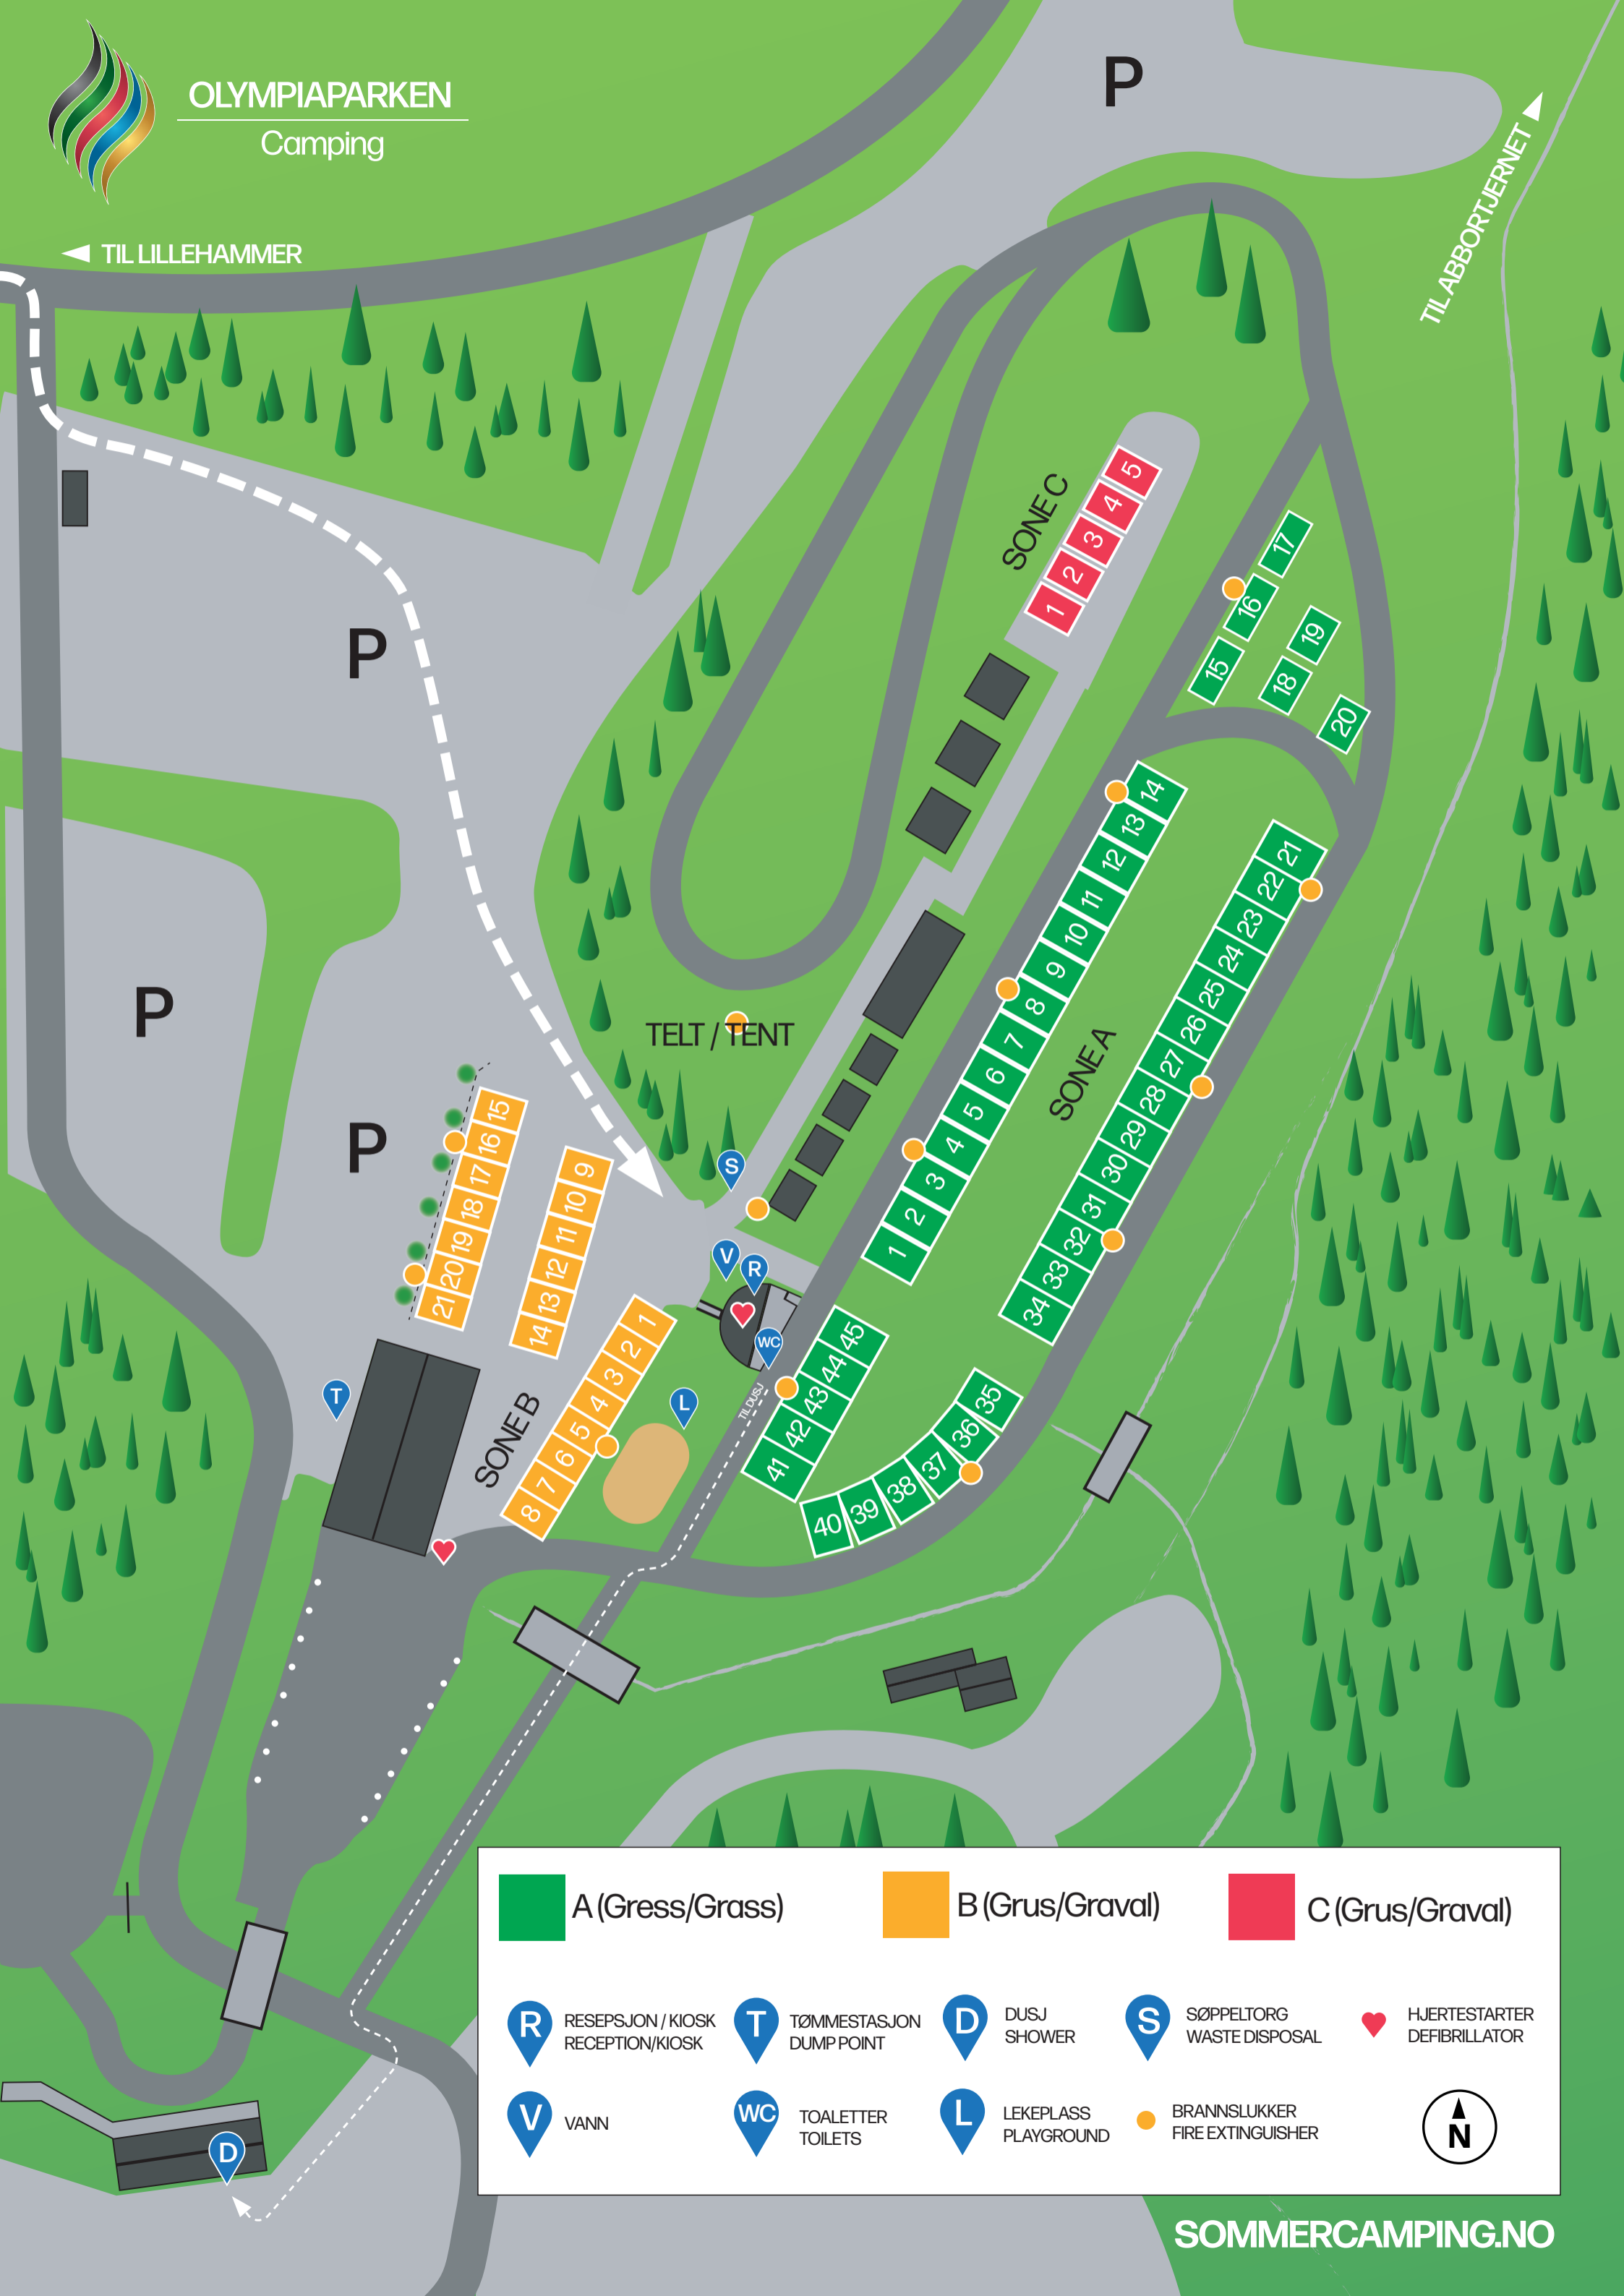 OLYMPIAPARKEN
Camping
P
TIL ABBORTJERNET
TIL LILLEHAMMER
SONE C
5
4
3
2
1
17
16
15
19
18
20
P
14
13
12
11
10
9
8
7
6
5
4
3
2
1
21
22
23
24
25
26
27
28
29
30
31
32
33
34
SONE A
P
TELT / TENT
P
15
16
17
18
19
20
21
9
10
11
12
13
14
S
V
R
WC
1
2
3
4
5
6
7
8
SONE B
T
L
TIL DUSJ
45
44
43
42
41
35
36
37
38
39
40
A (Gress/Grass)
B (Grus/Graval)
C (Grus/Graval)
R
RESEPSJON / KIOSK
RECEPTION/KIOSK
T
TØMMESTASJON
DUMP POINT
D
DUSJ
SHOWER
S
SØPPELTORG
WASTE DISPOSAL
HJERTESTARTER
DEFIBRILLATOR
V
VANN
WC
TOALETTER
TOILETS
L
LEKEPLASS
PLAYGROUND
BRANNSLUKKER
FIRE EXTINGUISHER
N
D
SOMMERCAMPING.NO